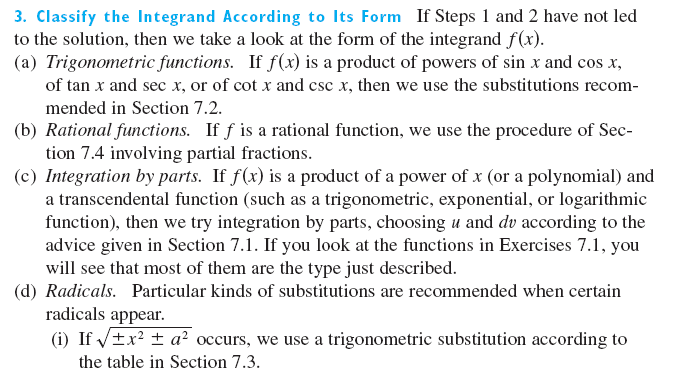 3. Classify the Integrand According to Its Form If Steps 1 and 2 have not led
to the solution, then we take a look at the form of the integrand f(x).
(a) Trigonometric functions. If f(x) is a product of powers of sin x and cos x,
of tan x and sec x, or of cot x and csc x, then we use the substitutions recom-
mended in Section 7.2.
(b) Rational functions. If f is a rational function, we use the procedure of Sec-
tion 7.4 involving partial fractions.
(c) Integration by parts. If f(x) is a product of a power of x (or a polynomial) and
a transcendental function (such as a trigonometric, exponential, or logarithmic
function), then we try integration by parts, choosing u and dv according to the
advice given in Section 7.1. If you look at the functions in Exercises 7.1, you
will see that most of them are the type just described.
(d) Radicals. Particular kinds of substitutions are recommended when certain
radicals appear.
(i) If √(±x² ± a²) occurs, we use a trigonometric substitution according to
the table in Section 7.3.